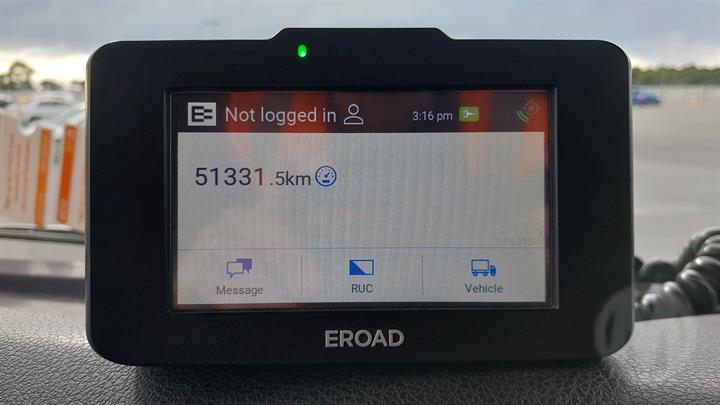 Not logged in
3:16 pm
51331.5km
Message
RUC
Vehicle
EROAD